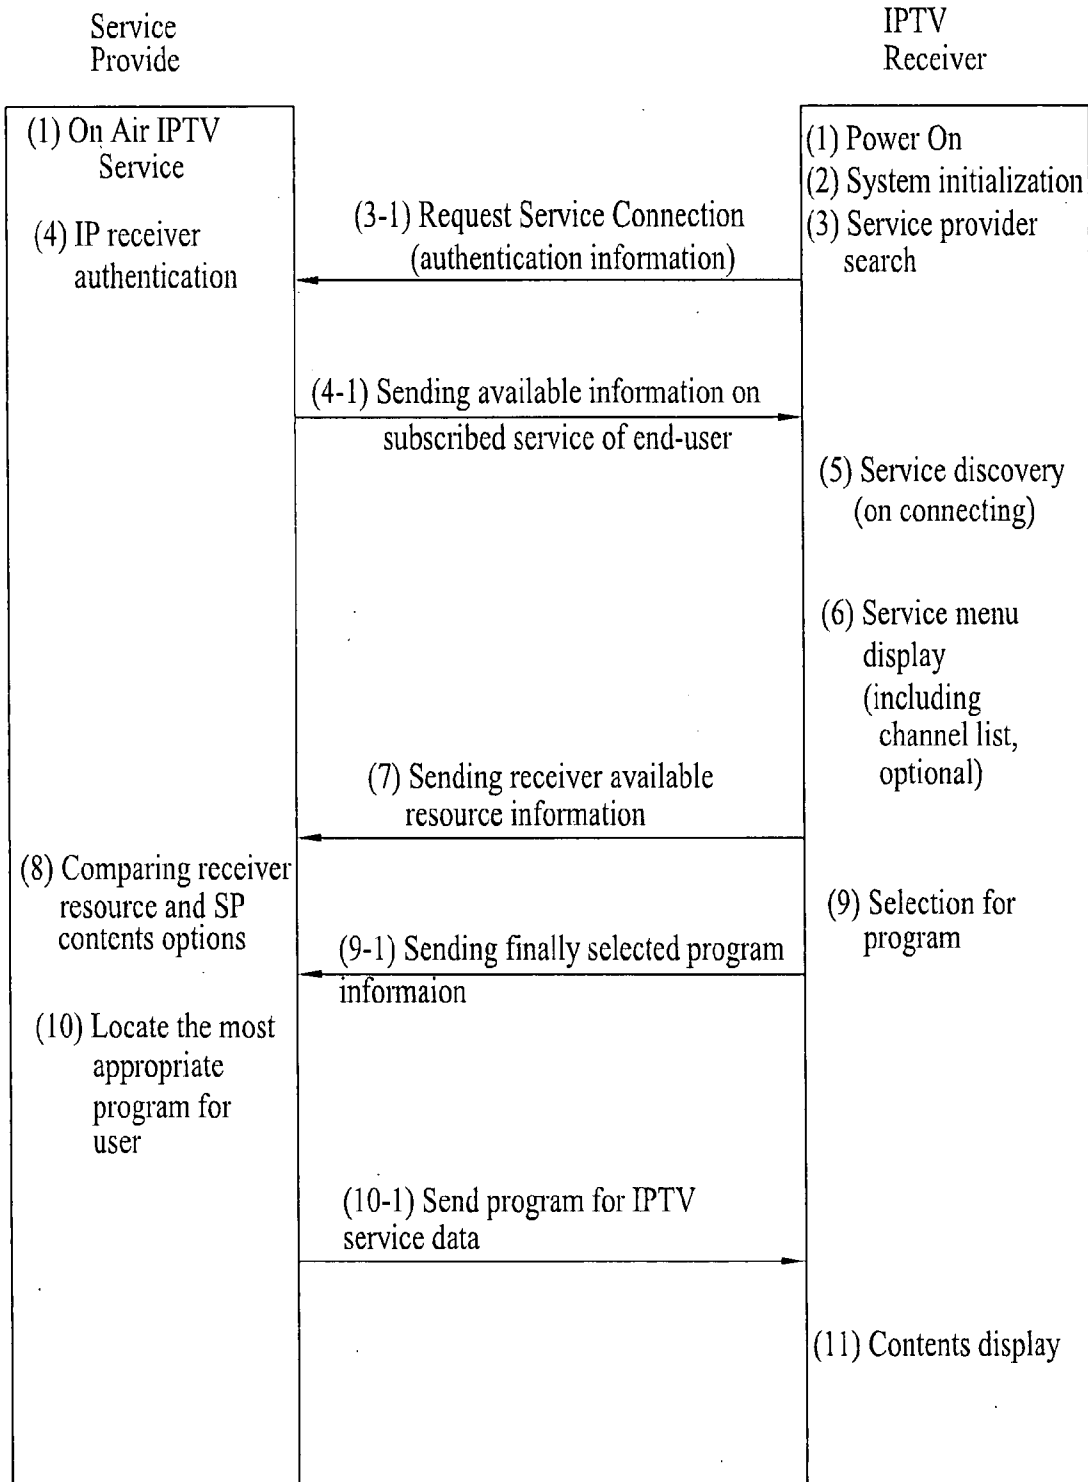 Service
Provide
IPTV
Receiver
(1) On Air IPTV
Service
(1) Power On
(2) System initialization
(3) Service provider
search
(3-1) Request Service Connection
(authentication information)
(4) IP receiver
authentication
(4-1) Sending available information on
subscribed service of end-user
(5) Service discovery
(on connecting)
(6) Service menu
display
(including
channel list,
optional)
(7) Sending receiver available
resource information
(8) Comparing receiver
resource and SP
contents options
(9) Selection for
program
(9-1) Sending finally selected program
informaion
(10) Locate the most
appropriate
program for
user
(10-1) Send program for IPTV
service data
(11) Contents display